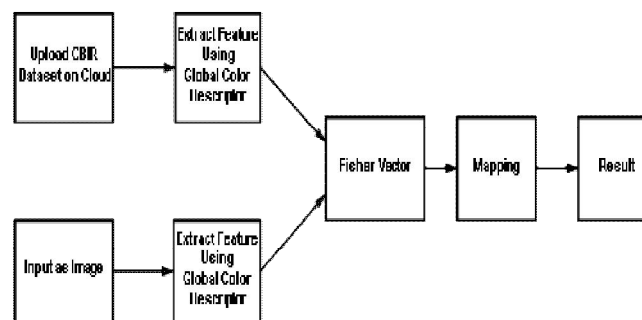 Upload CBIR
Dataset on Cloud
Extract Feature
Using
Global Color
Descriptor
Fisher Vector
Mapping
Result
Input as Image
Extract Feature
Using
Global Color
Descriptor